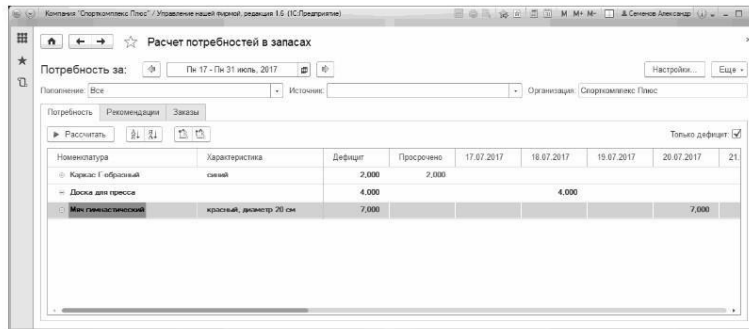 Компания "Спорткомплекс Плюс" / Управление нашей фирмой, редакция 1.6 (1С:Предприятие) M M+ M- Семенов Александр
Расчет потребностей в запасах
Потребность за: Пн 17 - Пн 31 июль, 2017 Настройки... Еще
Пополнение: Все Источник: Организация: Спорткомплекс Плюс
Потребность Рекомендации Заказы
Рассчитать Только дефицит:
Номенклатура Характеристика Дефицит Просрочено 17.07.2017 18.07.2017 19.07.2017 20.07.2017 21.
Каркас Г-образный синий 2,000 2,000
Доска для пресса 4,000 4,000
Мяч гимнастический красный, диаметр 20 см 7,000 7,000